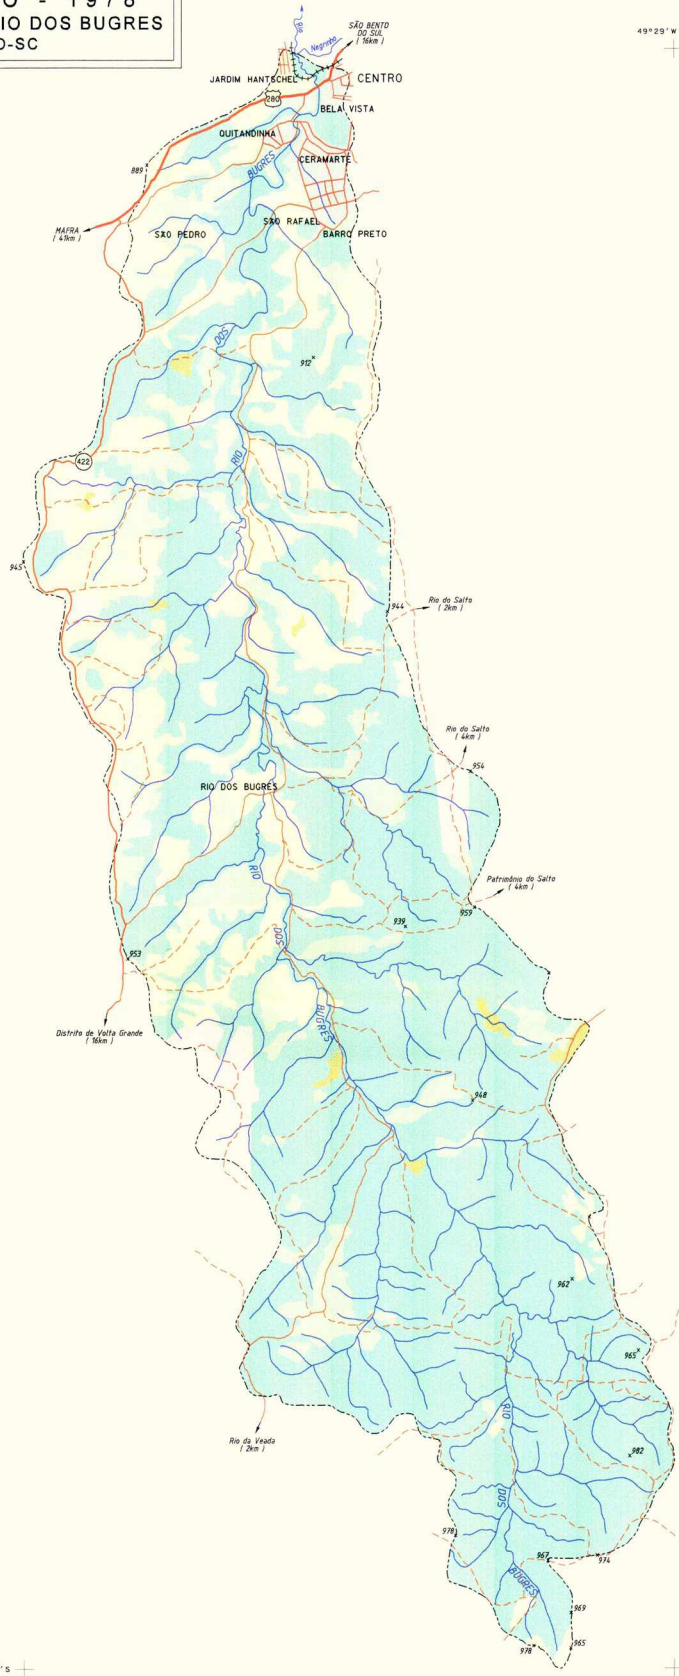 - 1978
IO DOS BUGRES
O-SC
49°29'W
SÃO BENTO
DO SUL
( 16km )
Rio
Negrinho
JARDIM HANTSCHEL
CENTRO
280
BELA VISTA
QUITANDINHA
CERAMARTE
BUGRES
889
SÃO RAFAEL
MAFRA
( 41km )
SÃO PEDRO
BARRO PRETO
DOS
912
RIO
422
945
944
Rio do Salto
( 2km )
Rio do Salto
( 4km )
954
RIO DOS BUGRES
RIO
Patrimônio do Salto
( 4km )
959
939
DOS
953
BUGRES
Distrito de Volta Grande
( 16km )
948
962
965
RIO
Rio da Veada
( 2km )
982
DOS
978
967
974
BUGRES
969
978
965
'S